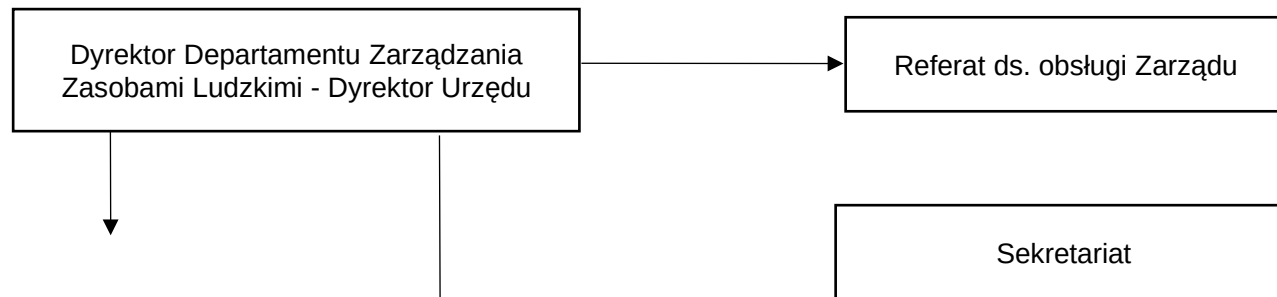 Dyrektor Departamentu Zarządzania
Zasobami Ludzkimi - Dyrektor Urzędu
Referat ds. obsługi Zarządu
Sekretariat